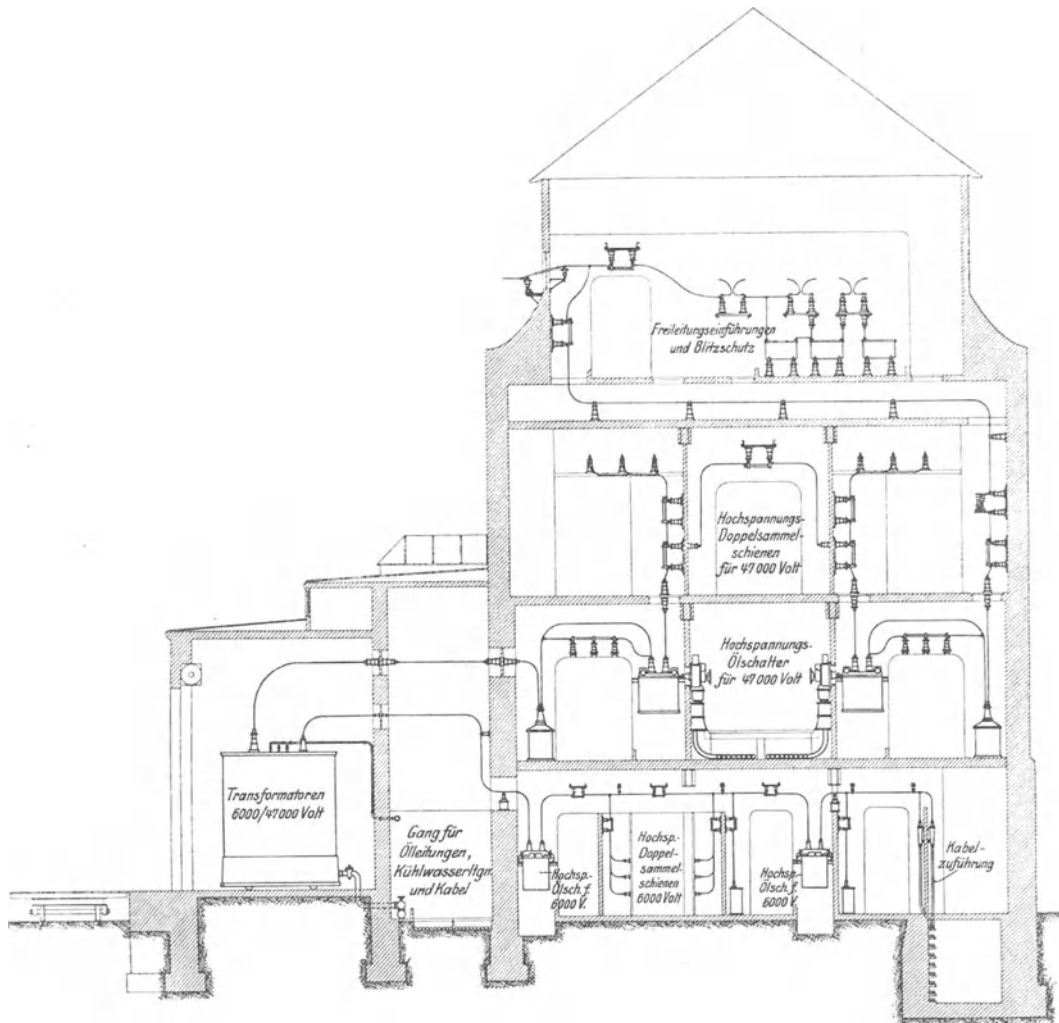 Freileitungseinführungen
und Blitzschutz
Hochspannungs-
Doppelsammel-
schienen
für 47000 Volt
Hochspannungs-
Ölschalter
für 47000 Volt
Transformatoren
6000/47000 Volt
Gang für
Ölleitungen,
Kühlwasserltgn.
und Kabel
Hochsp.-
Ölsch. f.
6000 V.
Hochsp.-
Doppel-
sammel-
schienen
6000 Volt
Hochsp.-
Ölsch. f.
6000 V.
Kabel-
zuführung